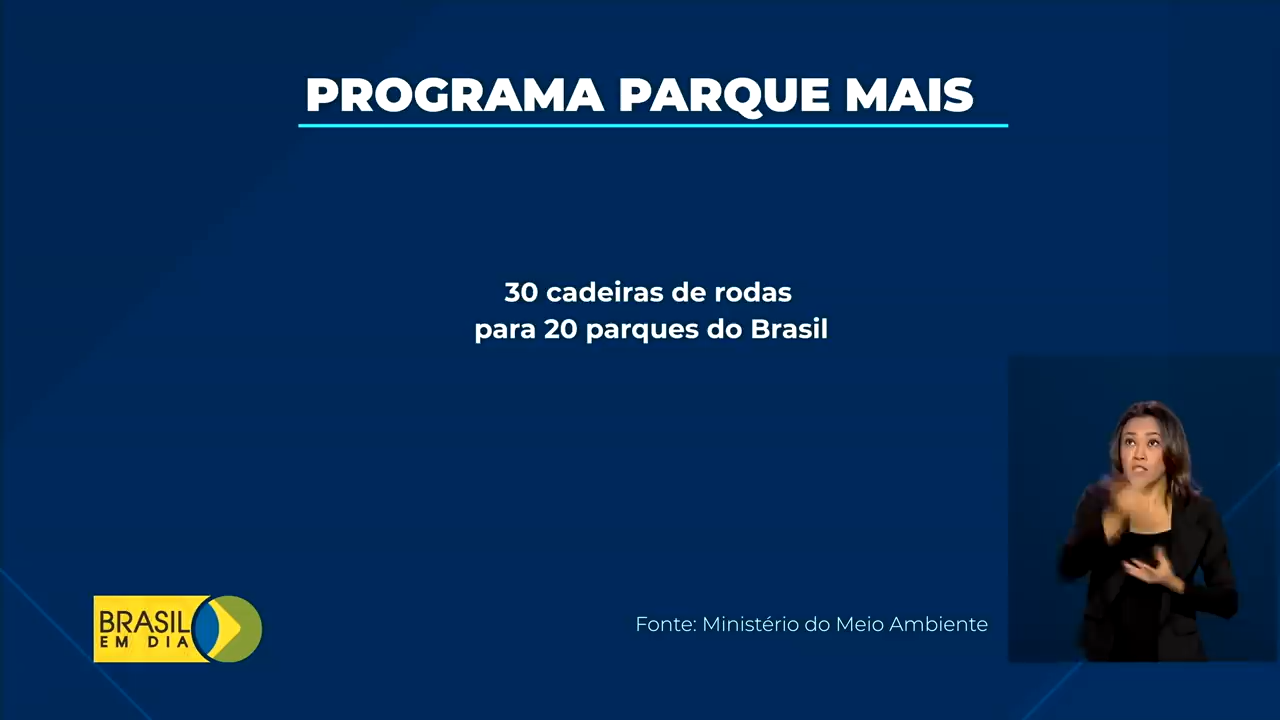 PROGRAMA PARQUE MAIS
30 cadeiras de rodas
para 20 parques do Brasil
Fonte: Ministério do Meio Ambiente
BRASIL
EM DIA